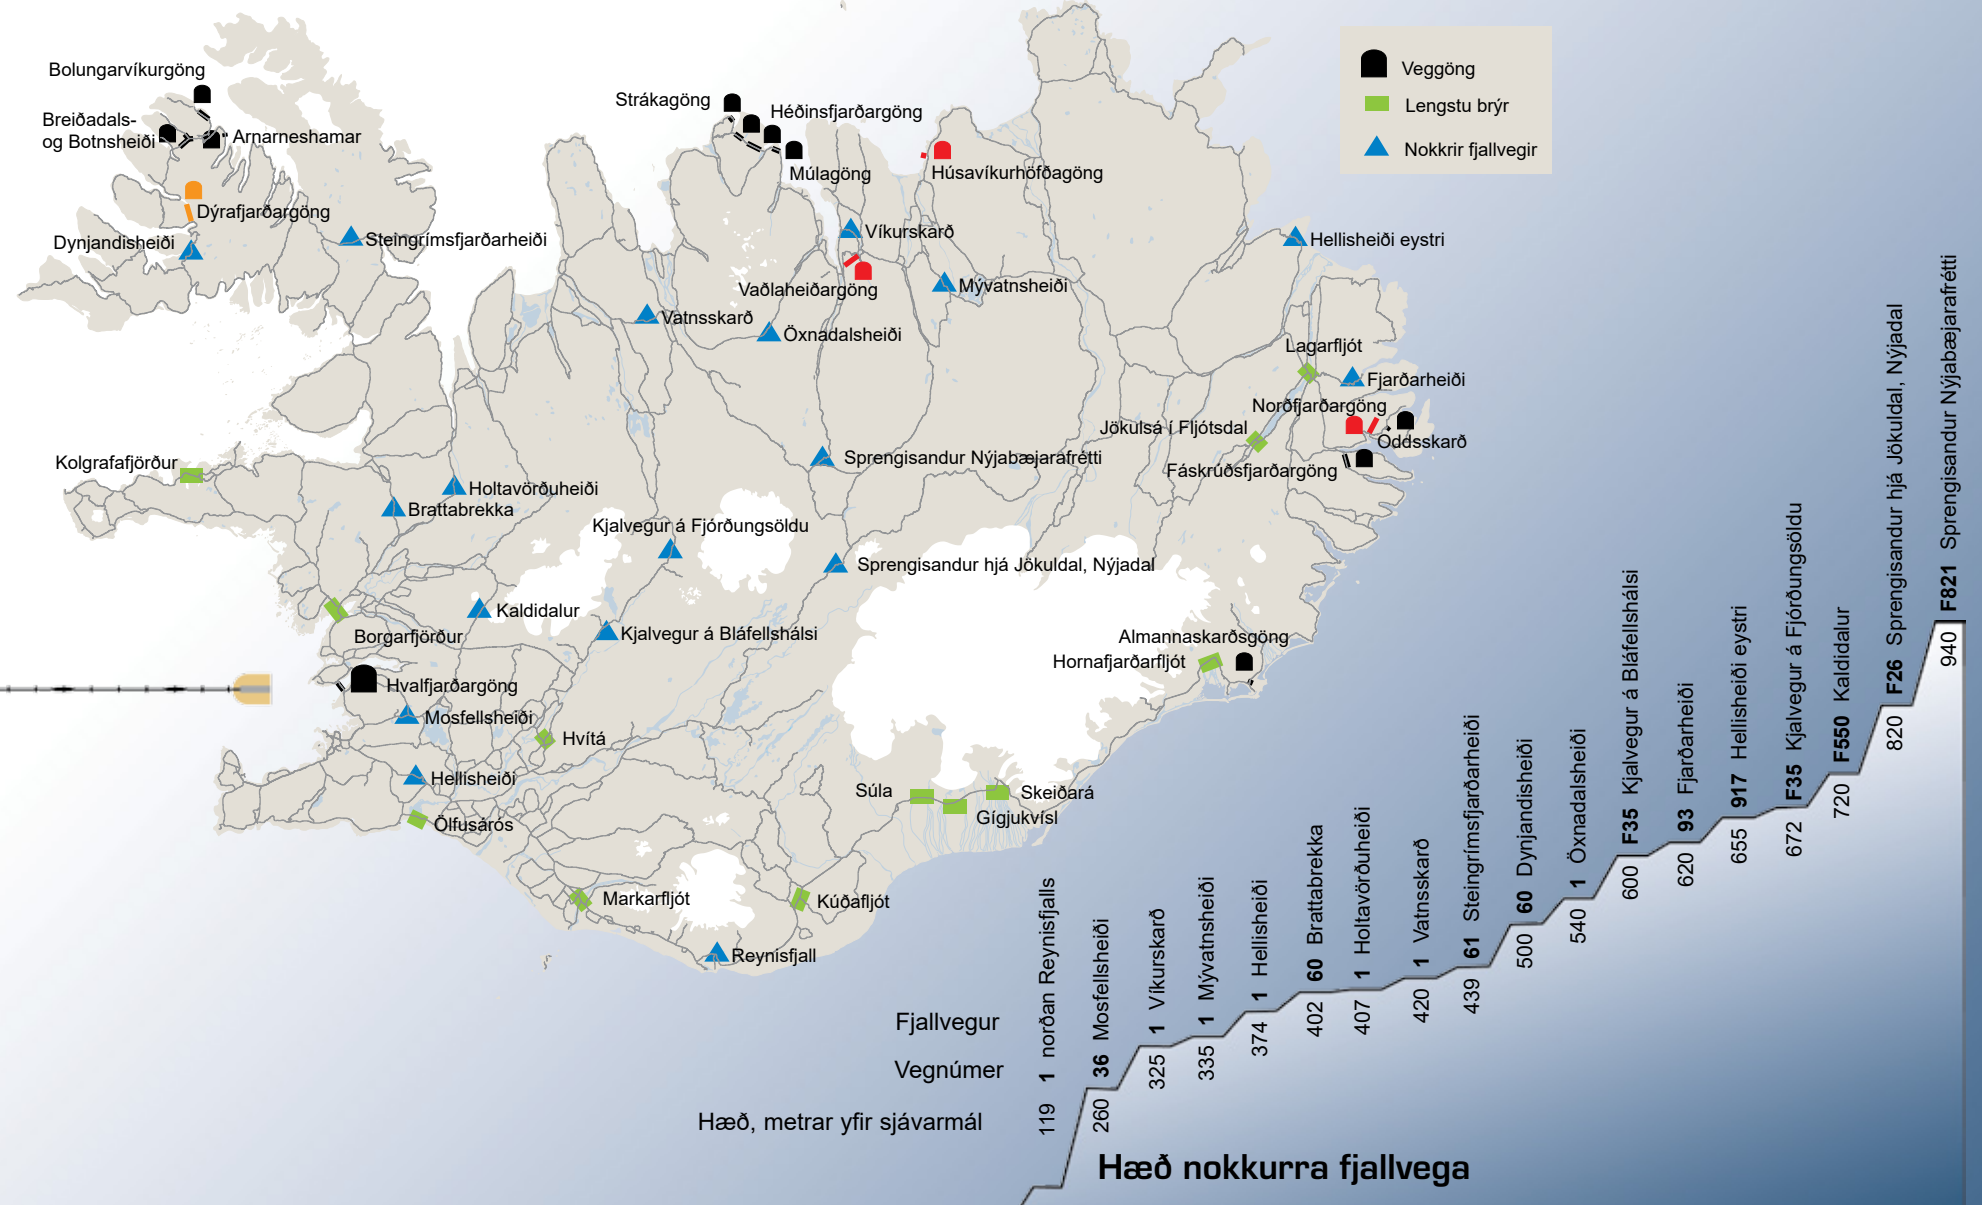 Bolungarvíkurgöng
Breiðadals-
og Botnsheiði
Arnarneshamar
Dýrafjarðargöng
Dynjandisheiði
Steingrímsfjarðarheiði
Strákagöng
Héðinsfjarðargöng
Múlagöng
Húsavíkurhöfðagöng
Víkurskarð
Vaðlaheiðargöng
Mývatnsheiði
Vatnsskarð
Öxnadalsheiði
Veggöng
Lengstu brýr
Nokkrir fjallvegir
Hellisheiði eystri
Lagarfljót
Fjarðarheiði
Norðfjarðargöng
Jökulsá í Fljótsdal
Oddsskarð
Fáskrúðsfjarðargöng
Kolgrafafjörður
Holtavörðuheiði
Brattabrekka
Sprengisandur Nýjabæjarafrétti
Kjalvegur á Fjórðungsöldu
Sprengisandur hjá Jökuldal, Nýjadal
Kaldidalur
Borgarfjörður
Kjalvegur á Bláfellshálsi
Almannaskarðsgöng
Hornafjarðarfljót
Hvalfjarðargöng
Mosfellsheiði
Hvítá
Hellisheiði
Ölfusárós
Súla
Skeiðará
Gígjukvísl
Markarfljót
Kúðafljót
Reynisfjall
Fjallvegur
Vegnúmer
Hæð, metrar yfir sjávarmál
119 1 norðan Reynisfjalls
260 36 Mosfellsheiði
325 1 Víkurskarð
335 1 Mývatnsheiði
374 1 Hellisheiði
402 60 Brattabrekka
407 1 Holtavörðuheiði
420 1 Vatnsskarð
439 61 Steingrímsfjarðarheiði
500 60 Dynjandisheiði
540 1 Öxnadalsheiði
600 F35 Kjalvegur á Bláfellshálsi
620 93 Fjarðarheiði
655 917 Hellisheiði eystri
672 F35 Kjalvegur á Fjórðungsöldu
720 F550 Kaldidalur
820 F26 Sprengisandur hjá Jökuldal, Nýjadal
940 F821 Sprengisandur Nýjabæjarafrétti
Hæð nokkurra fjallvega